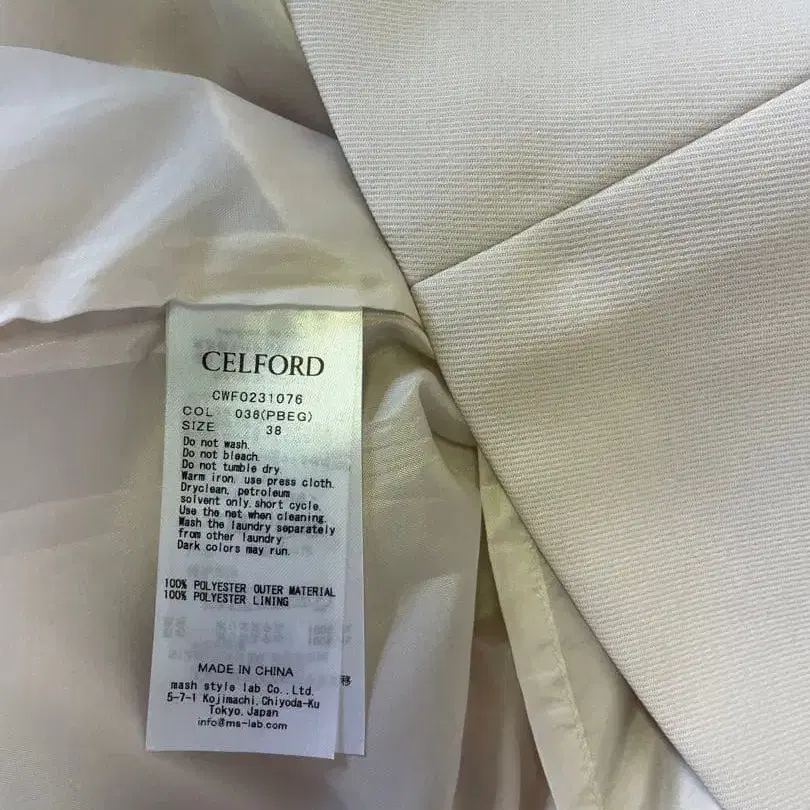 CELFORD
CWFO231076
COL 036(PBEG)
SIZE 38
Do not wash.
Do not bleach.
Do not tumble dry.
Warm iron, use press cloth.
Dryclean, petroleum
solvent only.short cycle.
Use the net when cleaning.
Wash the laundry separately
from other laundry.
Dark colors may run.
100% POLYESTER OUTER MATERIAL
100% POLYESTER LINING
MADE IN CHINA
mash style lab Co.,Ltd.
5-7-1 Kojimachi,Chiyoda-Ku
Tokyo,Japan
info@ms-lab.com
移